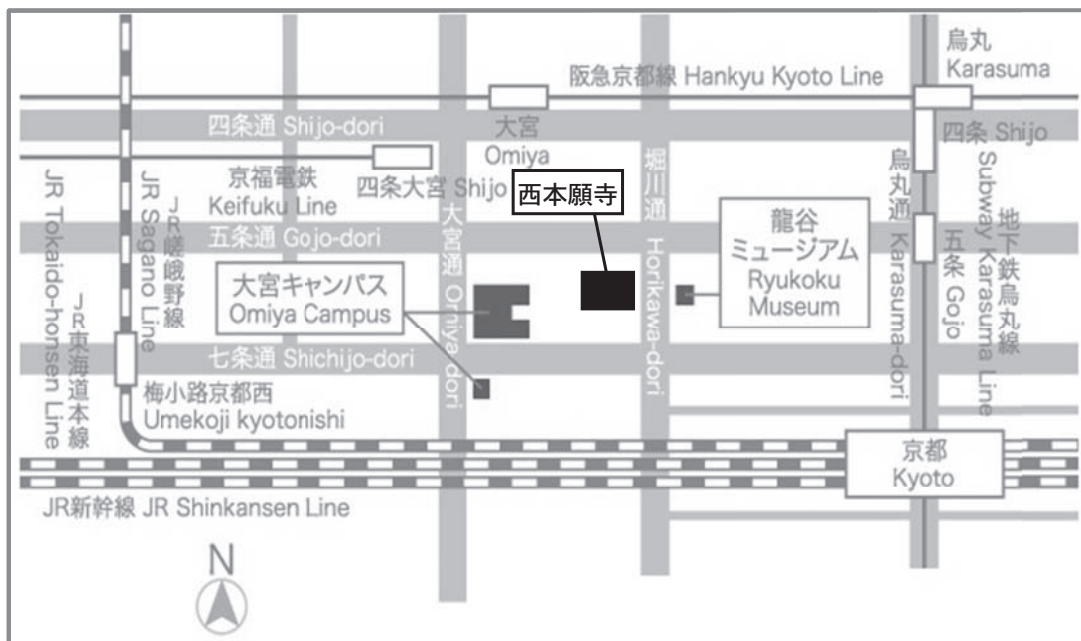 烏丸
Karasuma
阪急京都線 Hankyu Kyoto Line
四条通 Shijo-dori
大宮
Omiya
四条 Shijo
京福電鉄
Keifuku Line
四条大宮 Shijo
西本願寺
堀川通 Horikawa-dori
烏丸通 Karasuma-dori
地下鉄烏丸線
Subway Karasuma Line
五条通 Gojo-dori
五条 Gojo
龍谷
ミュージアム
Ryukoku
Museum
大宮通 Omiya-dori
大宮キャンパス
Omiya Campus
JR嵯峨野線
JR Sagano Line
JR東海道本線
JR Tokaido-honsen Line
七条通 Shichijo-dori
梅小路京都西
Umekoji kyotonishi
京都
Kyoto
JR新幹線 JR Shinkansen Line
N